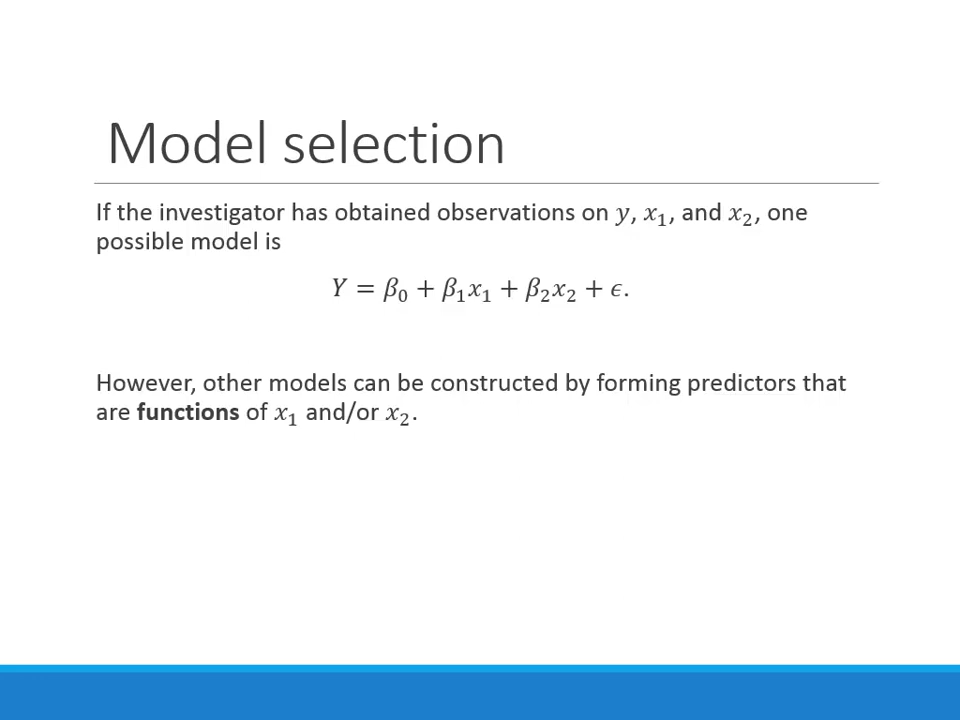 Model selection
If the investigator has obtained observations on 𝑦, 𝑥₁, and 𝑥₂, one
possible model is
𝑌 = 𝛽₀ + 𝛽₁𝑥₁ + 𝛽₂𝑥₂ + 𝜖.
However, other models can be constructed by forming predictors that
are functions of 𝑥₁ and/or 𝑥₂.